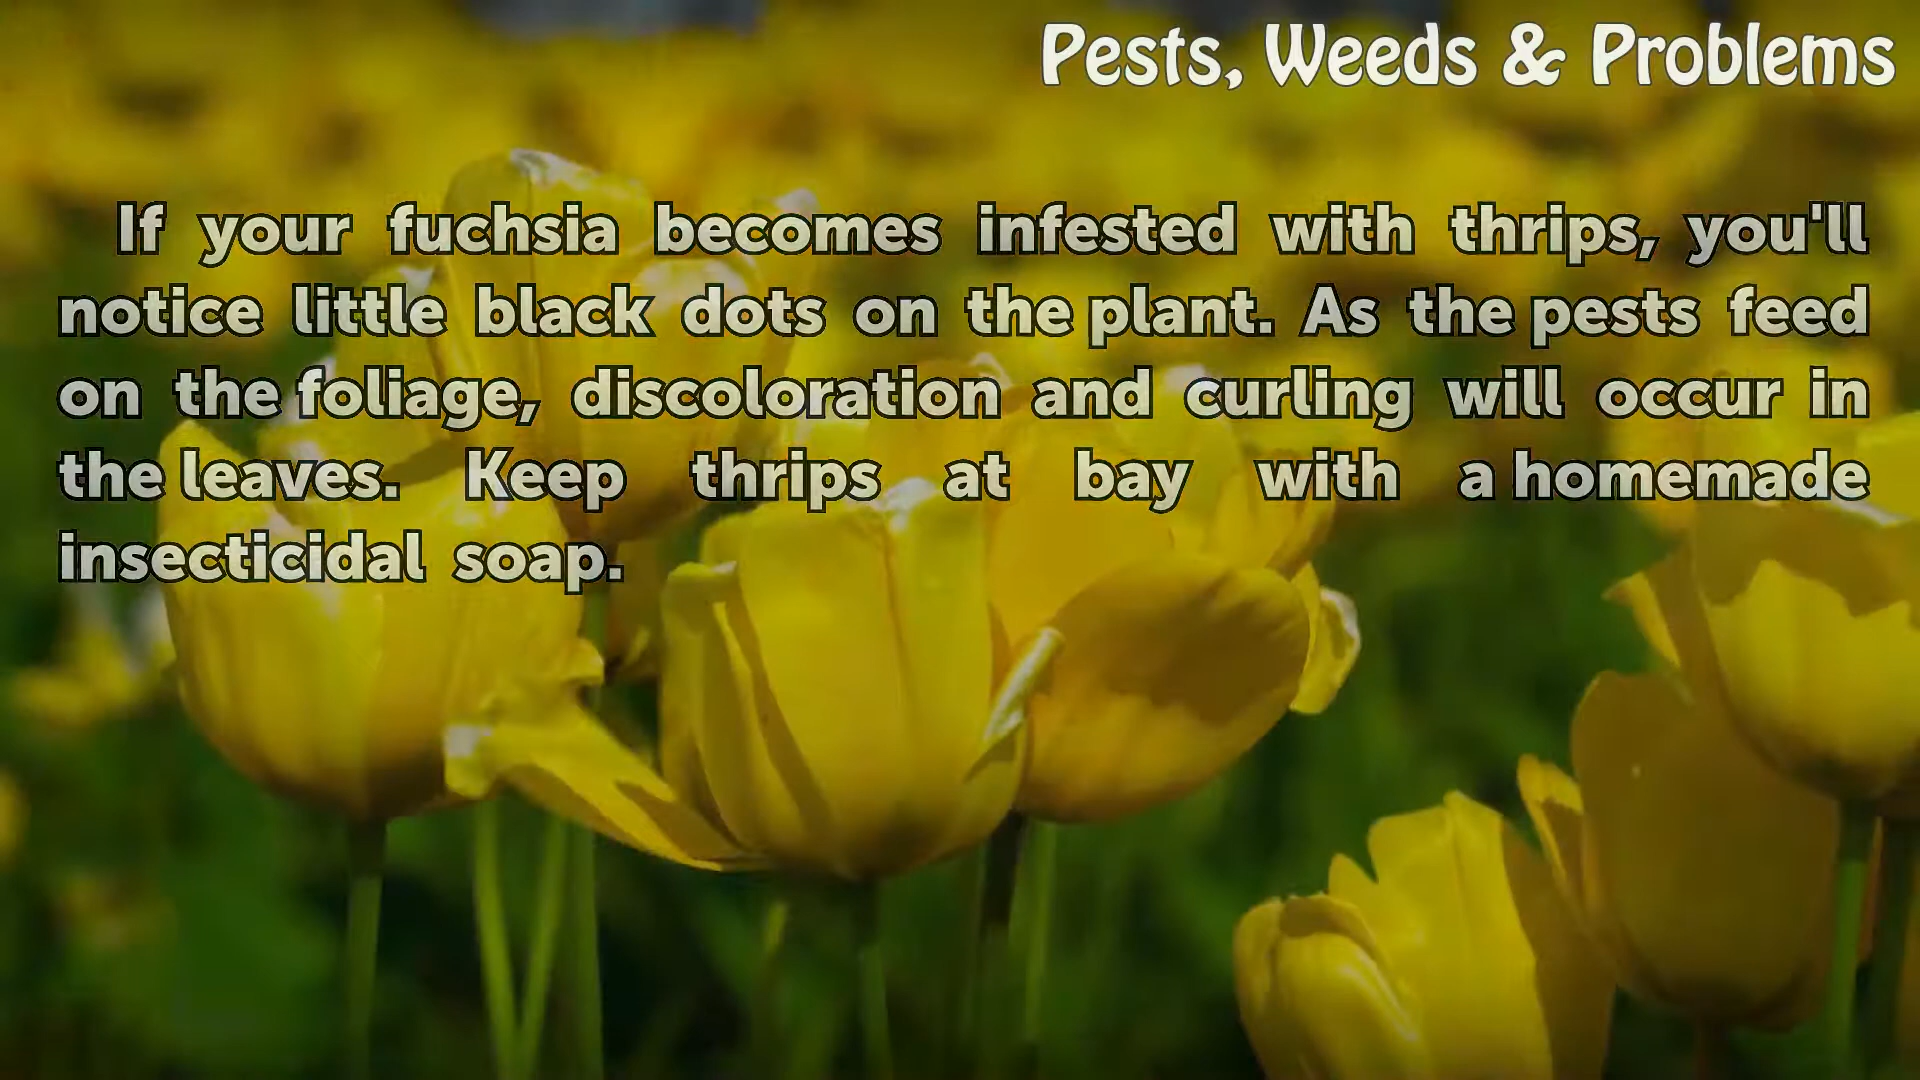 Pests, Weeds & Problems
If your fuchsia becomes infested with thrips, you'll
notice little black dots on the plant. As the pests feed
on the foliage, discoloration and curling will occur in
the leaves. Keep thrips at bay with a homemade
insecticidal soap.